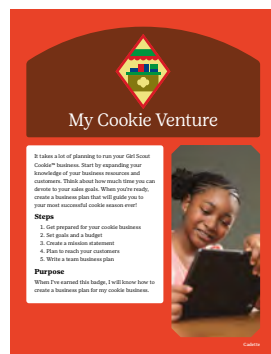 My Cookie Venture
It takes a lot of planning to run your Girl Scout
Cookie™ business. Start by expanding your
knowledge of your business resources and
customers. Think about how much time you can
devote to your sales goals. When you're ready,
create a business plan that will guide you to
your most successful cookie season ever!
Steps
1. Get prepared for your cookie business
2. Set goals and a budget
3. Create a mission statement
4. Plan to reach your customers
5. Write a team business plan
Purpose
When I've earned this badge, I will know how to
create a business plan for my cookie business.
Cadette